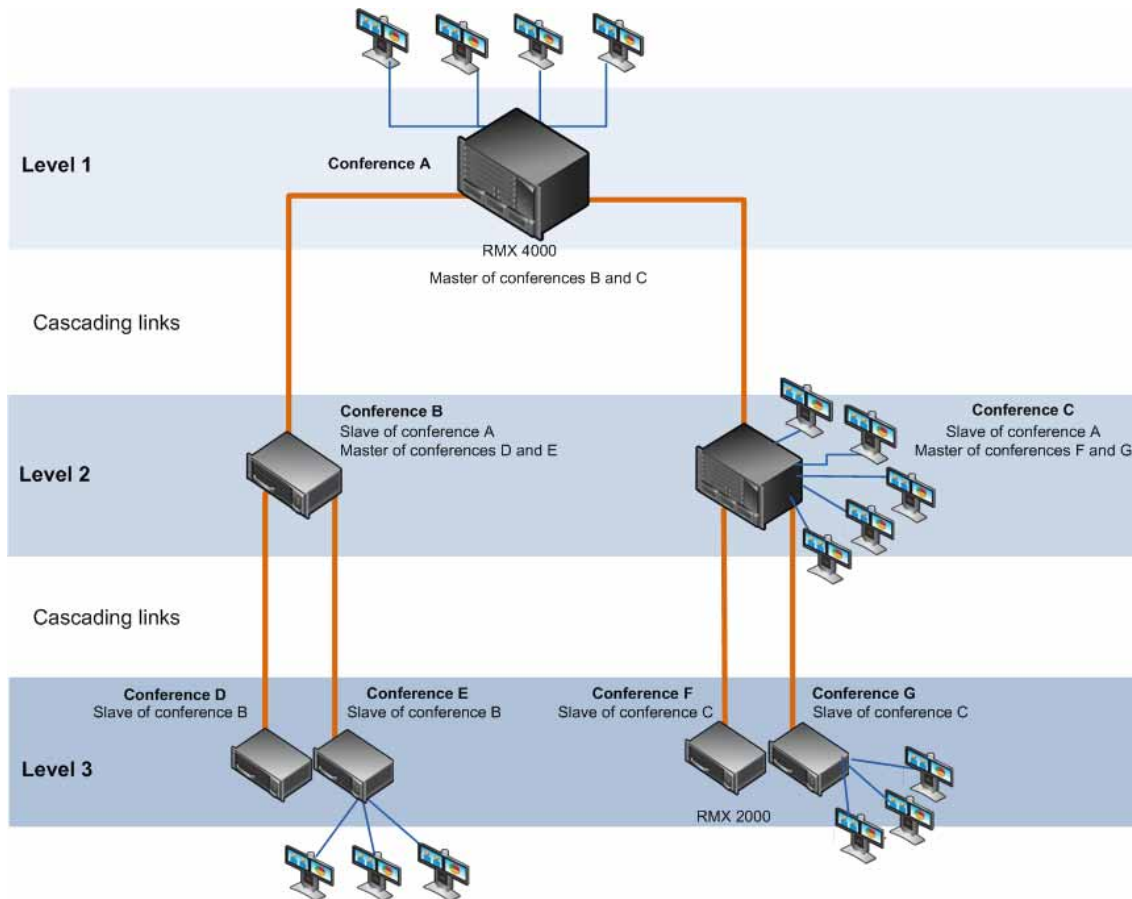 Level 1
Conference A
RMX 4000
Master of conferences B and C
Cascading links
Conference B
Slave of conference A
Master of conferences D and E
Conference C
Slave of conference A
Master of conferences F and G
Level 2
Cascading links
Conference D
Slave of conference B
Conference E
Slave of conference B
Conference F
Slave of conference C
Conference G
Slave of conference C
Level 3
RMX 2000